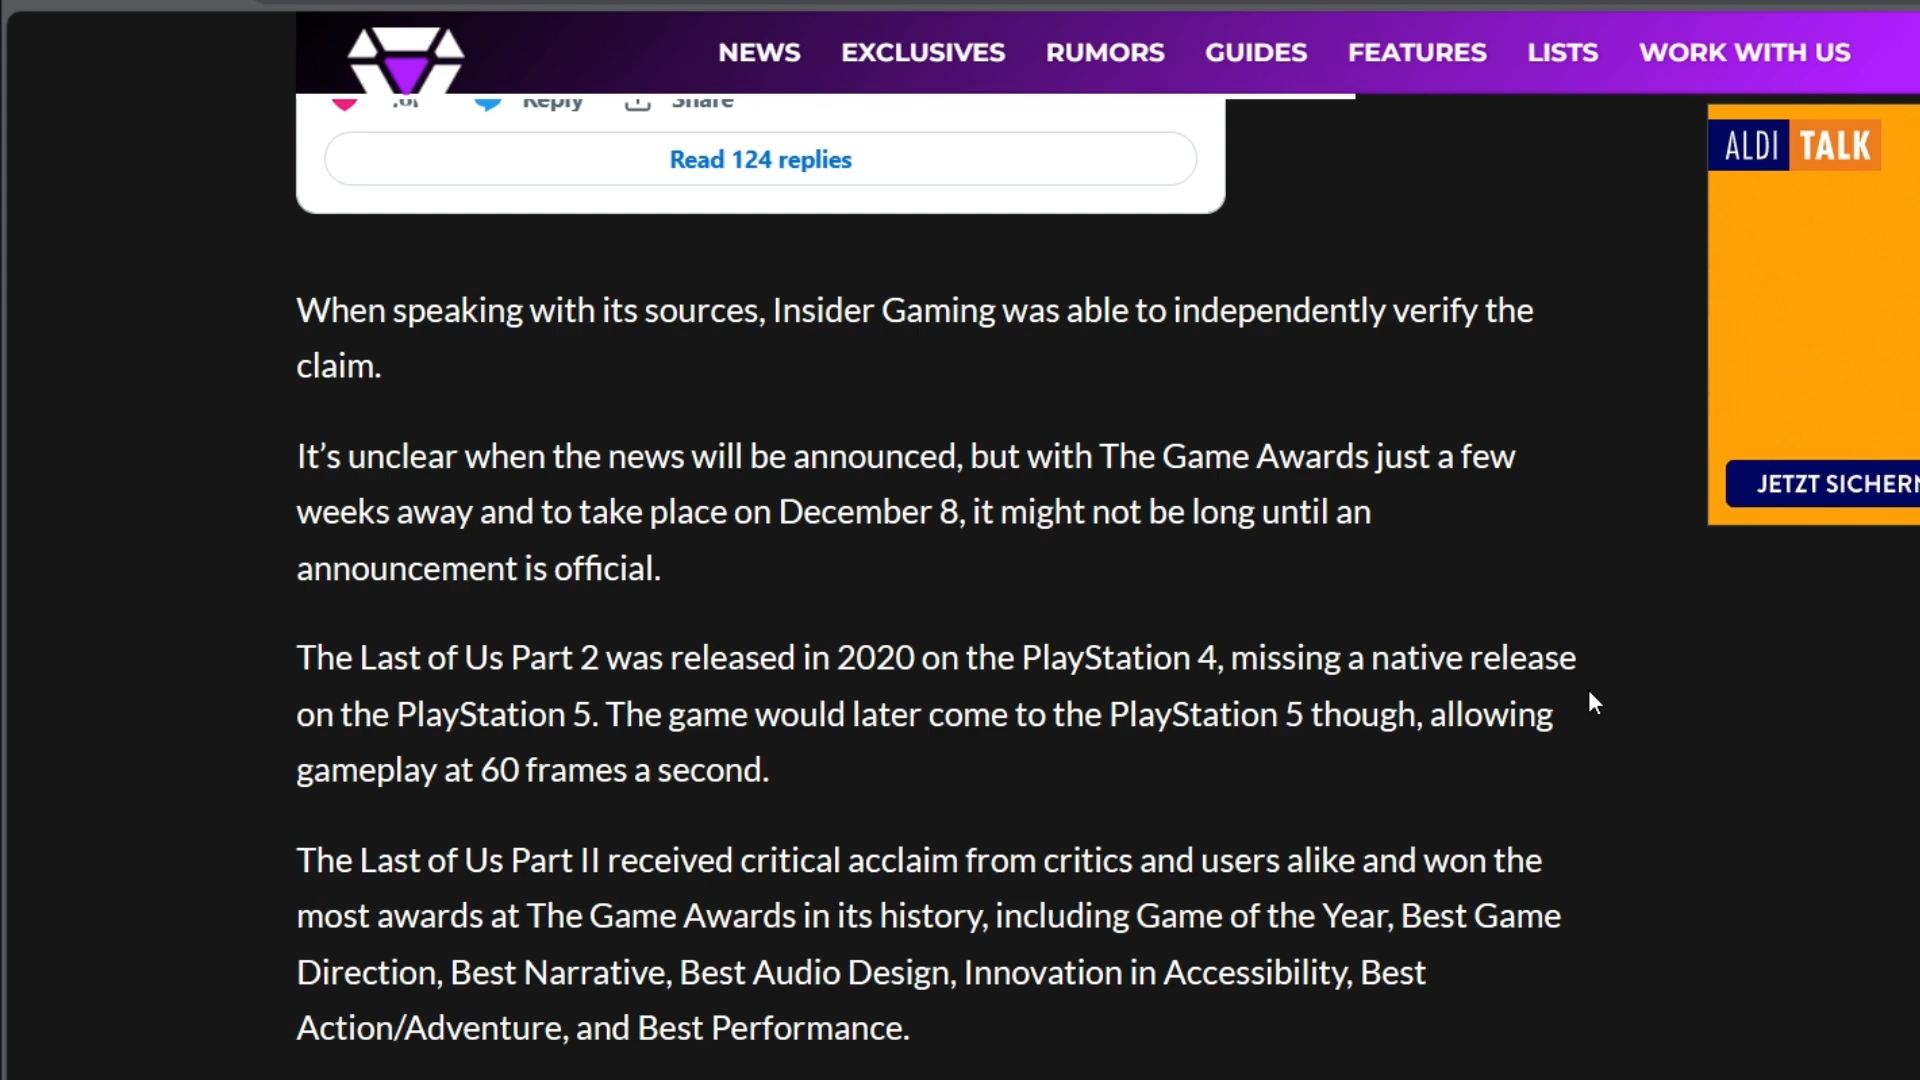 NEWS EXCLUSIVES RUMORS GUIDES FEATURES LISTS WORK WITH US
Reply Share
Read 124 replies
ALDI TALK
JETZT SICHERN
When speaking with its sources, Insider Gaming was able to independently verify the
claim.
It’s unclear when the news will be announced, but with The Game Awards just a few
weeks away and to take place on December 8, it might not be long until an
announcement is official.
The Last of Us Part 2 was released in 2020 on the PlayStation 4, missing a native release
on the PlayStation 5. The game would later come to the PlayStation 5 though, allowing
gameplay at 60 frames a second.
The Last of Us Part II received critical acclaim from critics and users alike and won the
most awards at The Game Awards in its history, including Game of the Year, Best Game
Direction, Best Narrative, Best Audio Design, Innovation in Accessibility, Best
Action/Adventure, and Best Performance.